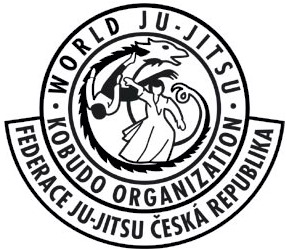 · WORLD JU-JITSU ·
KOBUDO ORGANIZATION
FEDERACE JU-JITSU ČESKÁ REPUBLIKA